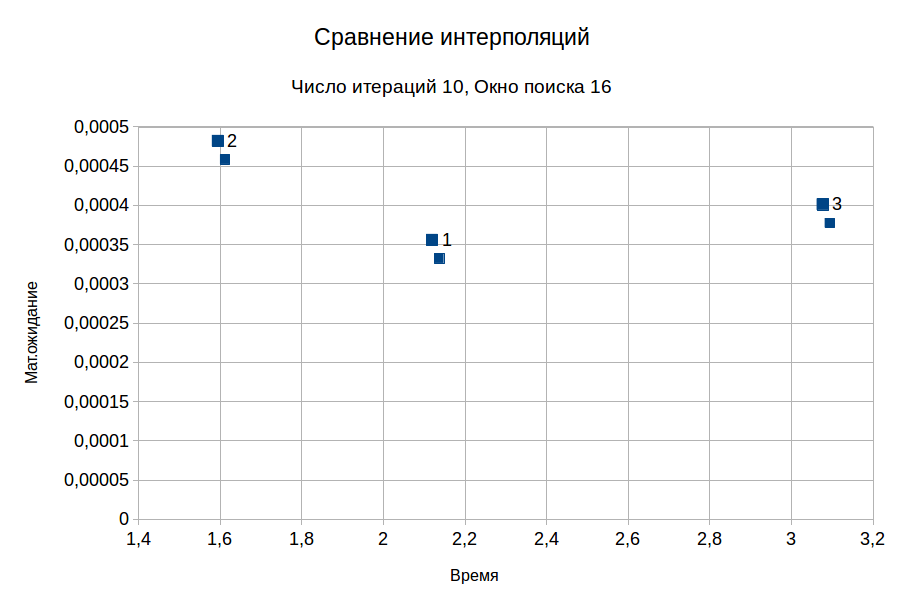 Сравнение интерполяций
Число итераций 10, Окно поиска 16
0,0005
0,00045
0,0004
0,00035
0,0003
0,00025
0,0002
0,00015
0,0001
0,00005
0
Мат.ожидание
2
1
3
1,4 1,6 1,8 2 2,2 2,4 2,6 2,8 3 3,2
Время